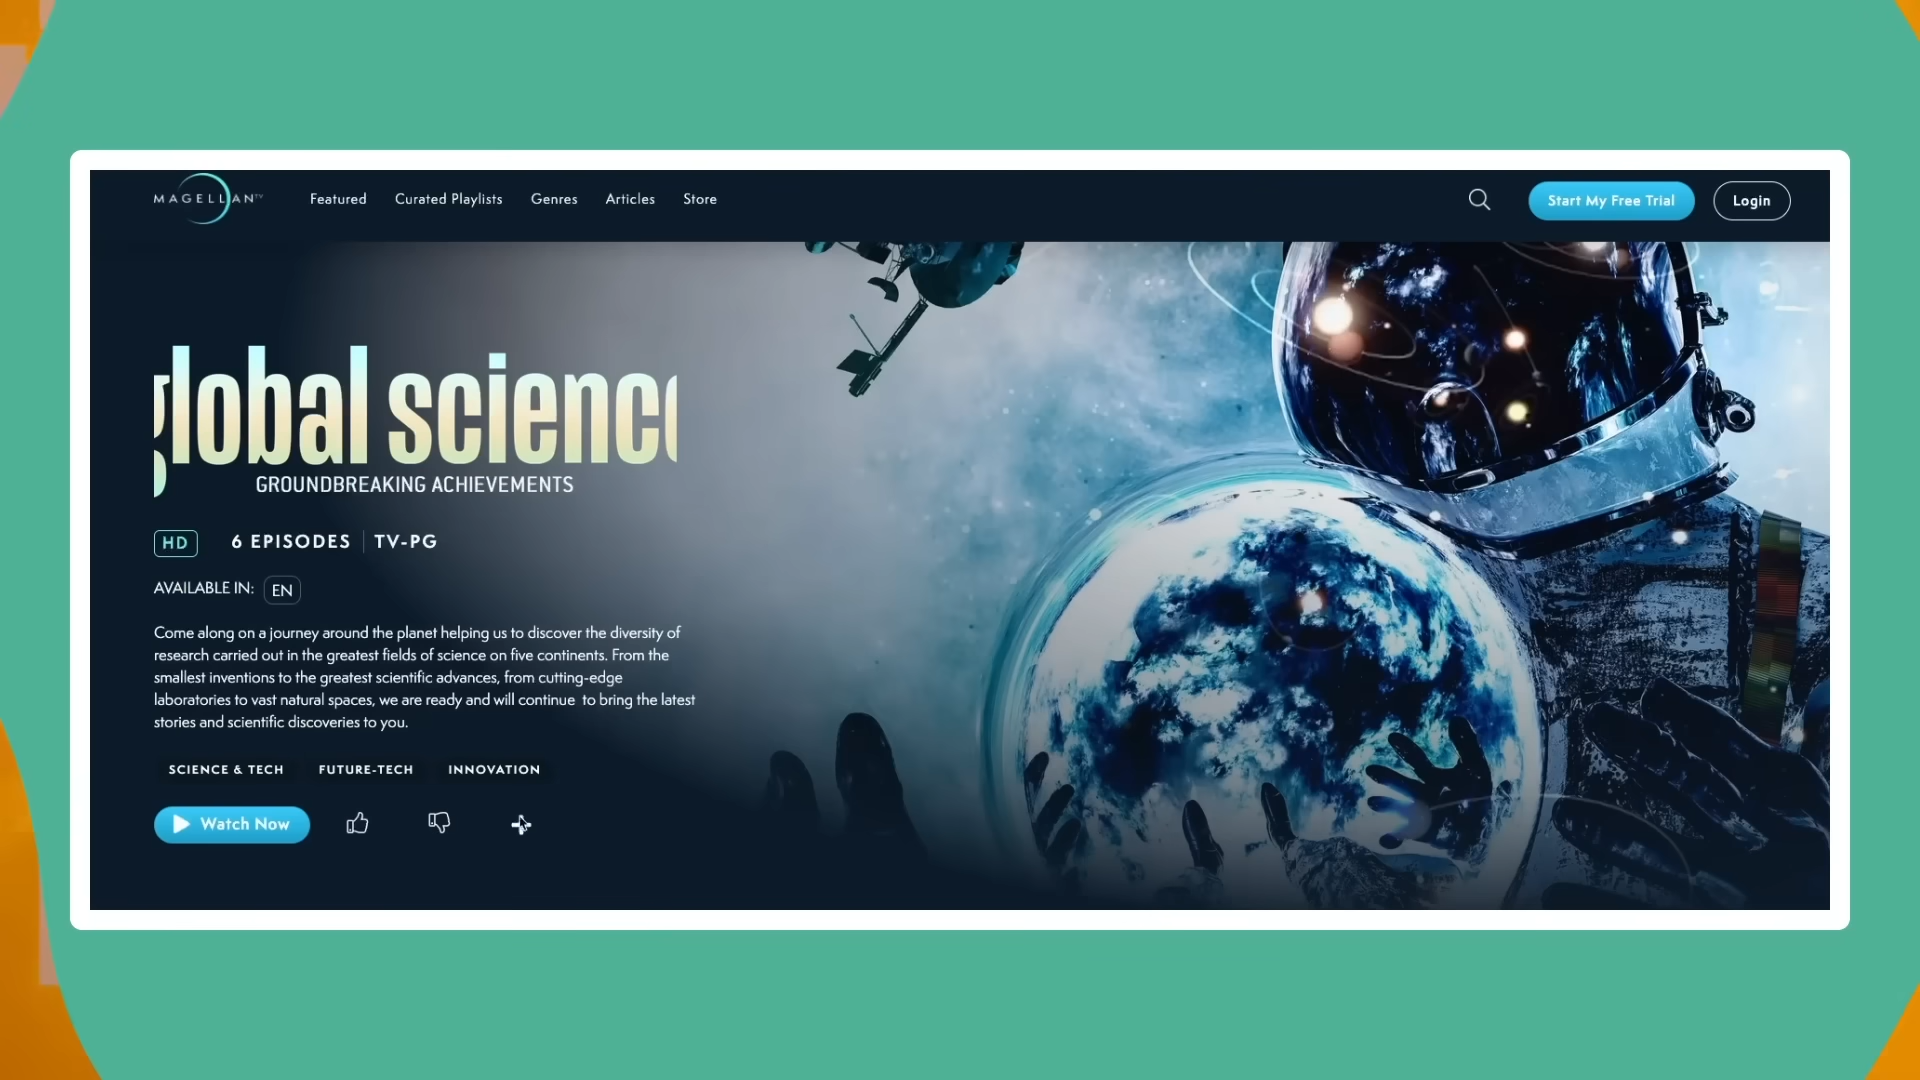 MAGELLAN TV
Featured Curated Playlists Genres Articles Store
Start My Free Trial Login
global science
GROUNDBREAKING ACHIEVEMENTS
HD 6 EPISODES TV-PG
AVAILABLE IN: EN
Come along on a journey around the planet helping us to discover the diversity of
research carried out in the greatest fields of science on five continents. From the
smallest inventions to the greatest scientific advances, from cutting-edge
laboratories to vast natural spaces, we are ready and will continue to bring the latest
stories and scientific discoveries to you.
SCIENCE & TECH FUTURE-TECH INNOVATION
Watch Now